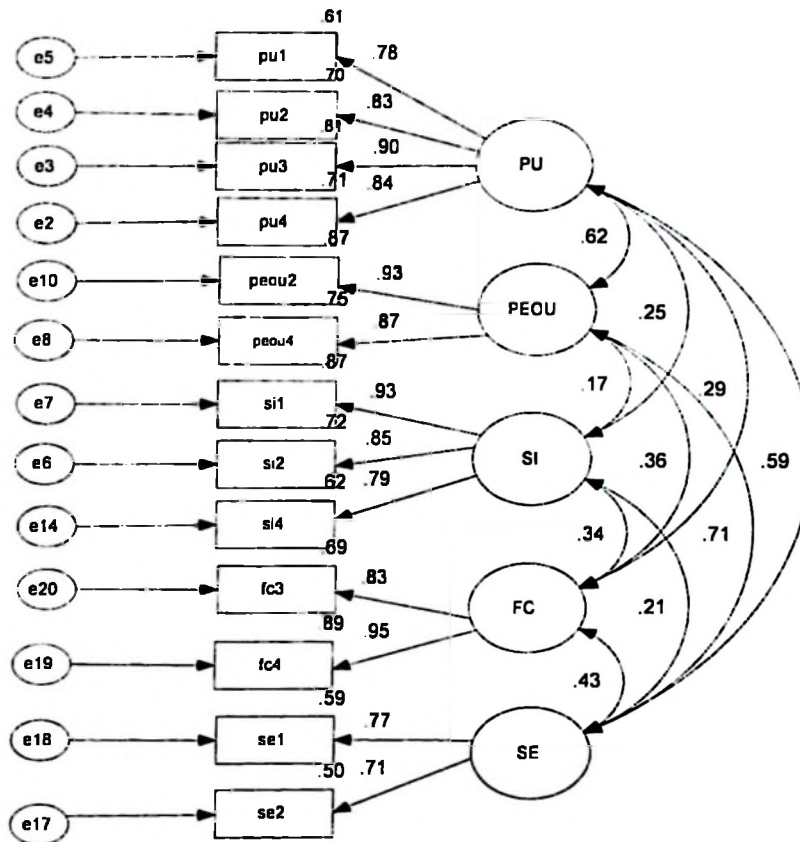 .61
e5 pu1 .78
.70
e4 pu2 .83
.81
e3 pu3 .90 PU
.71
e2 pu4 .84
.87
.62
e10 peou2 .93
.75
PEOU .25
e8 peou4 .87
.87
.17 .29
e7 si1 .93
.72
e6 si2 .85 SI .36 .59
.62 .79
e14 si4
.69
.34 .71
e20 fc3 .83 FC .21
.89
e19 fc4 .95
.59
.43
e18 se1 .77 SE
.50 .71
e17 se2